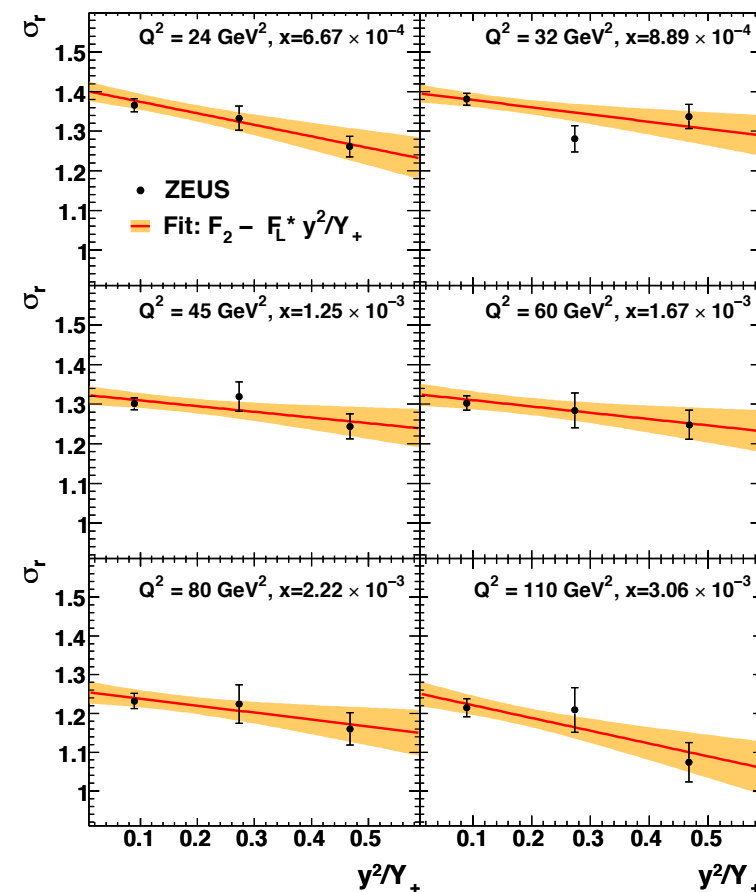 σr
Q² = 24 GeV², x=6.67 × 10⁻⁴
Q² = 32 GeV², x=8.89 × 10⁻⁴
1.5
1.4
1.3
1.2
1.1
1
ZEUS
Fit: F₂ – F_L* y²/Y₊
σr
Q² = 45 GeV², x=1.25 × 10⁻³
Q² = 60 GeV², x=1.67 × 10⁻³
1.5
1.4
1.3
1.2
1.1
1
σr
Q² = 80 GeV², x=2.22 × 10⁻³
Q² = 110 GeV², x=3.06 × 10⁻³
1.5
1.4
1.3
1.2
1.1
1
0.1 0.2 0.3 0.4 0.5 0.1 0.2 0.3 0.4 0.5
y²/Y₊ y²/Y₊